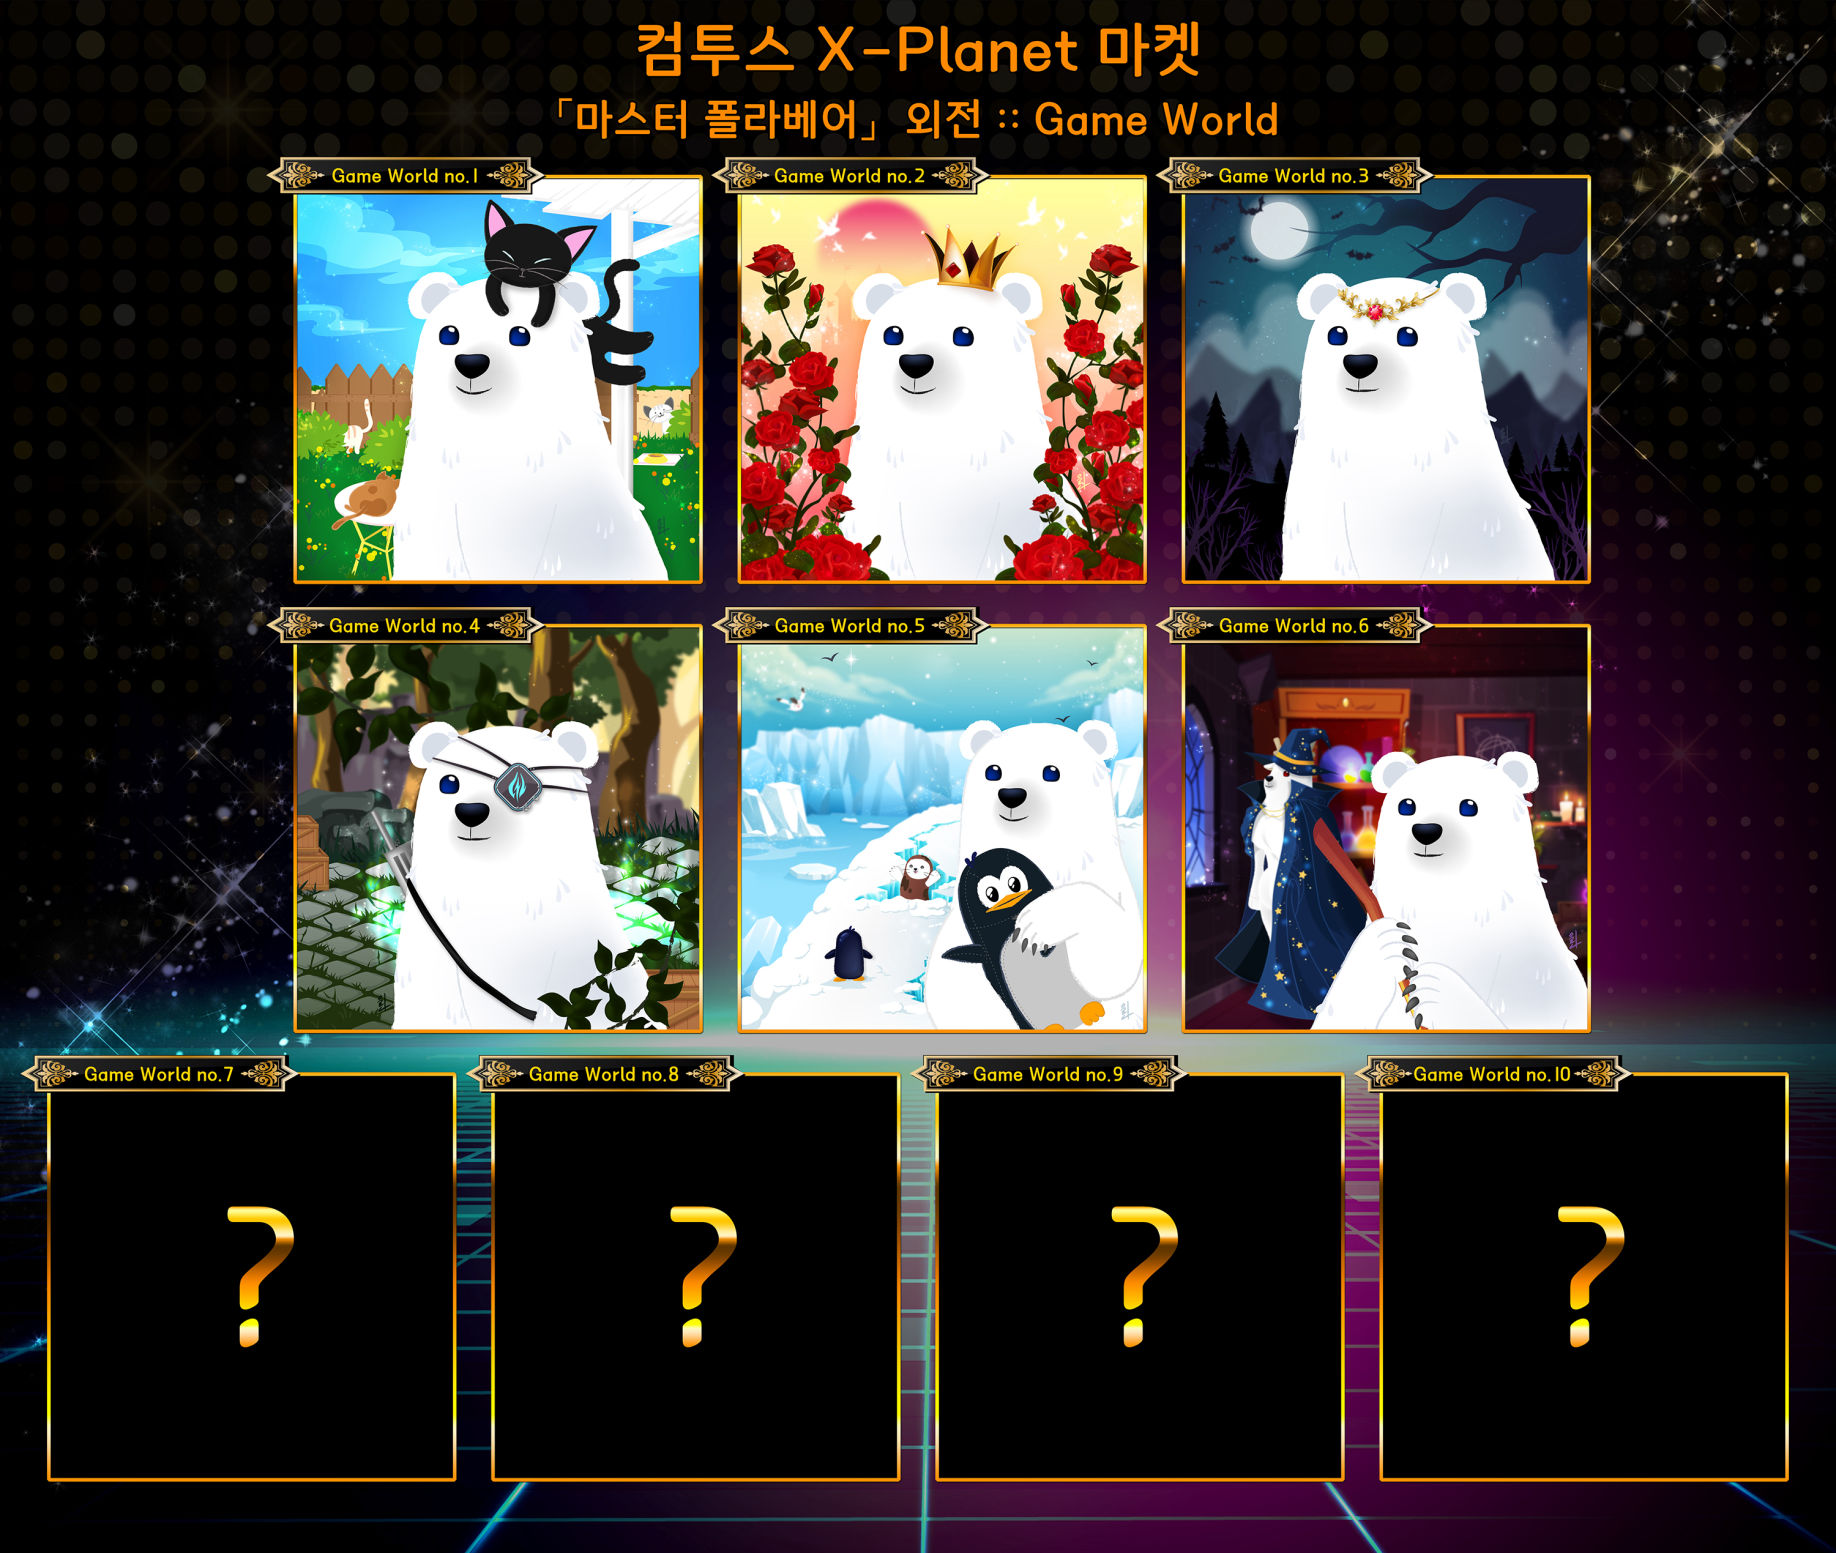 컴투스 X-Planet 마켓
「마스터 폴라베어」 외전 :: Game World
Game World no.1
Game World no.2
Game World no.3
Game World no.4
Game World no.5
Game World no.6
Game World no.7
Game World no.8
Game World no.9
Game World no.10
?
?
?
?